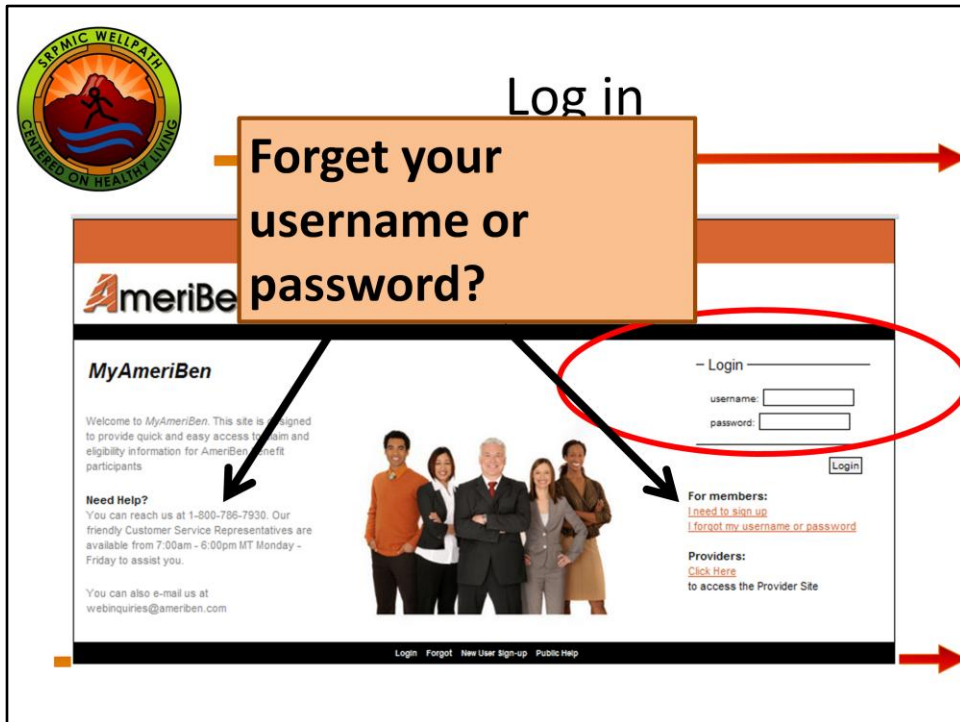 SRPMIC WELLPATH
CENTERED ON HEALTHY LIVING
Log in
Forget your
username or
password?
AmeriBe
MyAmeriBen
Welcome to MyAmeriBen. This site is designed
to provide quick and easy access to claim and
eligibility information for AmeriBen benefit
participants
Need Help?
You can reach us at 1-800-786-7930. Our
friendly Customer Service Representatives are
available from 7:00am - 6:00pm MT Monday -
Friday to assist you.
You can also e-mail us at
webinquiries@ameriben.com
Login
username:
password:
Login
For members:
I need to sign up
I forgot my username or password
Providers:
Click Here
to access the Provider Site
Login Forgot New User Sign-up Public Help